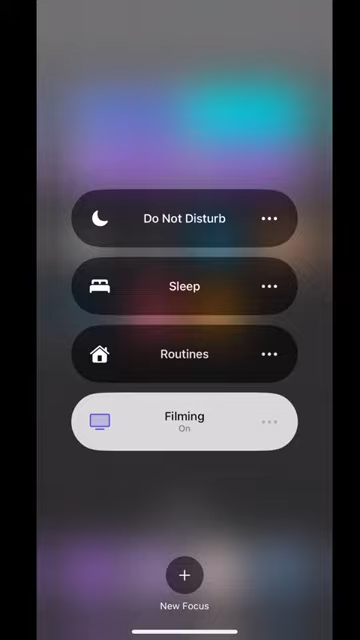 Do Not Disturb
Sleep
Routines
Filming
On
New Focus